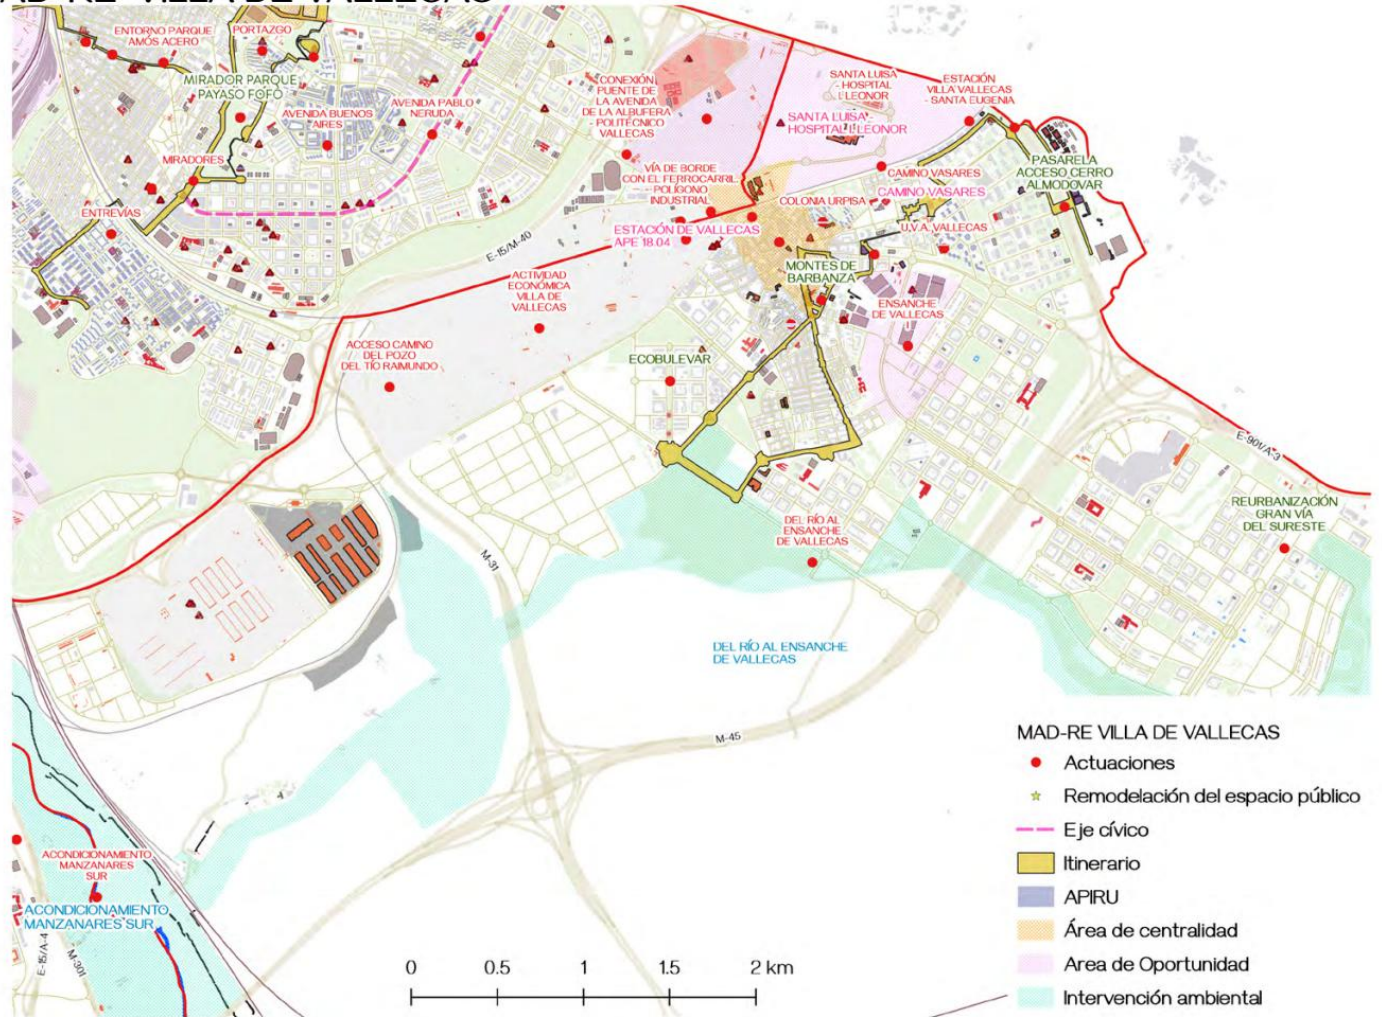 MAD-RE VILLA DE VALLECAS
ENTORNO PARQUE
AMÓS ACERO
PORTAZGO
MIRADOR PARQUE
PAYASO FOFÓ
AVENIDA BUENOS
AIRES
AVENIDA PABLO
NERUDA
MIRADORES
ENTREVÍAS
CONEXIÓN
PUENTE DE
LA AVENIDA
DE LA ALBUFERA
- POLITÉCNICO
VALLECAS
VÍA DE BORDE
CON EL FERROCARRIL
- POLÍGONO
INDUSTRIAL
SANTA LUISA
- HOSPITAL
I. LEONOR
SANTA LUISA -
HOSPITAL I. LEONOR
ESTACIÓN
VILLA VALLECAS
- SANTA EUGENIA
PASARELA
ACCESO CERRO
ALMODOVAR
CAMINO VASARES
CAMINO VASARES
COLONIA URPISA
U.V.A. VALLECAS
ESTACIÓN DE VALLECAS
APE 18.04
E-15/M-40
MONTES DE
BARBANZA
ACTIVIDAD
ECONÓMICA
VILLA DE
VALLECAS
ENSANCHE
DE VALLECAS
II
ACCESO CAMINO
DEL POZO
DEL TÍO RAIMUNDO
ECOBULEVAR
E-901/A-3
REURBANIZACIÓN
GRAN VÍA
DEL SURESTE
DEL RÍO AL
ENSANCHE
DE VALLECAS
M-31
DEL RÍO AL ENSANCHE
DE VALLECAS
M-45
ACONDICIONAMIENTO
MANZANARES
SUR
ACONDICIONAMIENTO
MANZANARES SUR
E-15/A-4
M-301
0 0.5 1 1.5 2 km
MAD-RE VILLA DE VALLECAS
Actuaciones
Remodelación del espacio público
Eje cívico
Itinerario
APIRU
Área de centralidad
Area de Oportunidad
Intervención ambiental